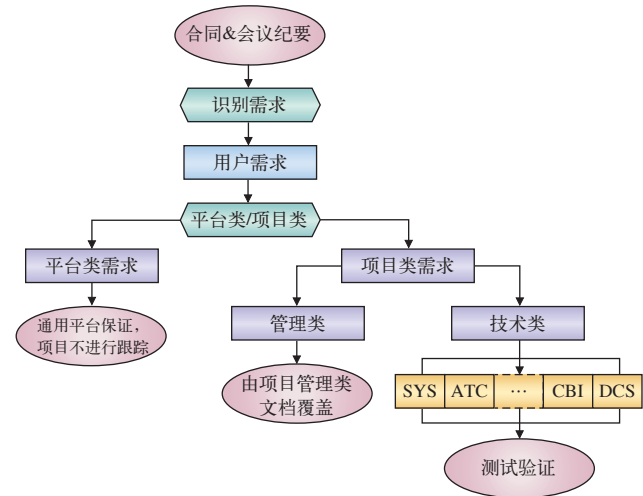 合同&会议纪要
识别需求
用户需求
平台类/项目类
平台类需求
项目类需求
通用平台保证，
项目不进行跟踪
管理类
技术类
由项目管理类
文档覆盖
SYS ATC … CBI DCS
测试验证